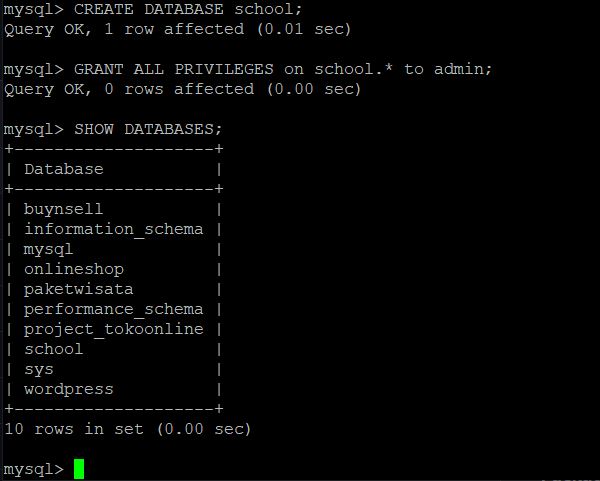 mysql> CREATE DATABASE school;
Query OK, 1 row affected (0.01 sec)
mysql> GRANT ALL PRIVILEGES on school.* to admin;
Query OK, 0 rows affected (0.00 sec)
mysql> SHOW DATABASES;
+--------------------+
| Database           |
+--------------------+
| buynsell           |
| information_schema |
| mysql              |
| onlineshop         |
| paketwisata        |
| performance_schema |
| project_tokoonline |
| school             |
| sys                |
| wordpress          |
+--------------------+
10 rows in set (0.00 sec)
mysql>